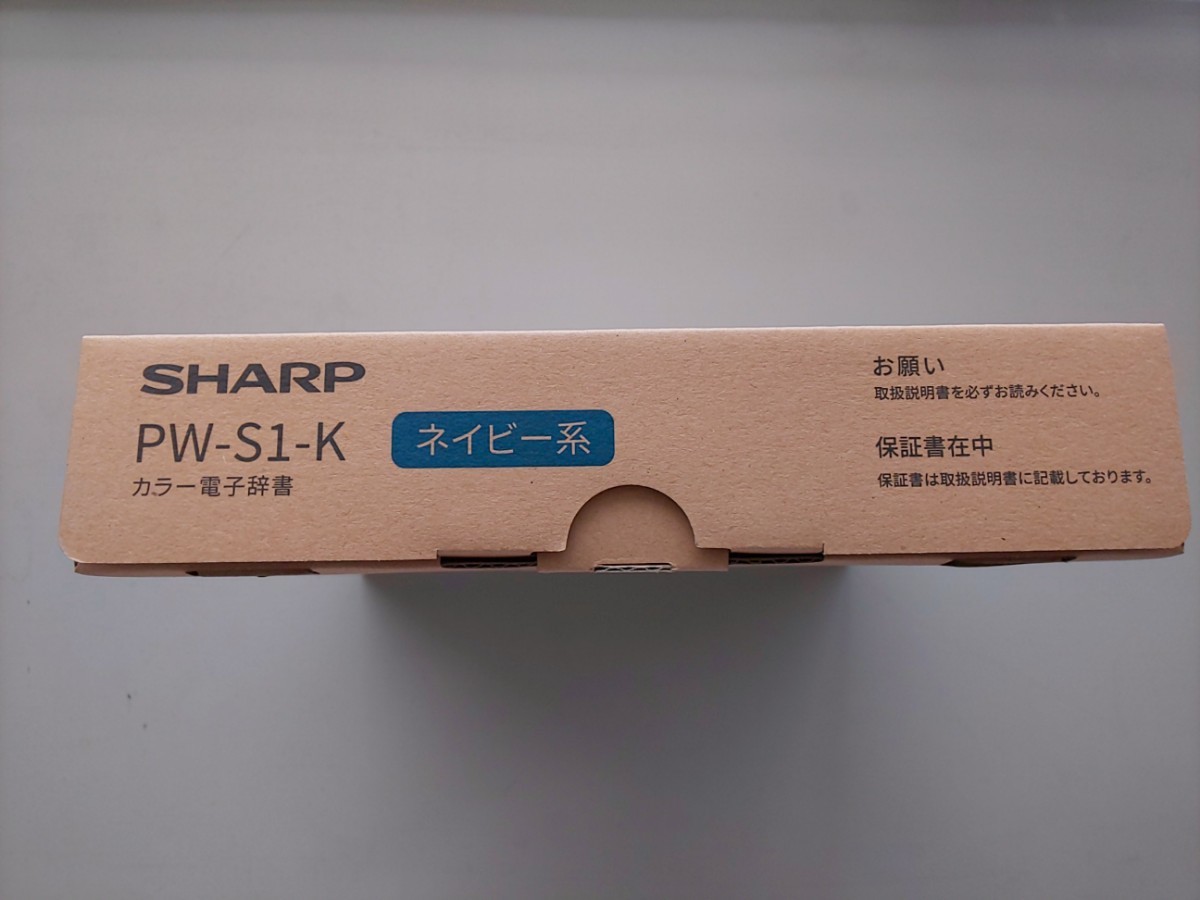 SHARP
PW-S1-K
ネイビー系
カラー電子辞書
お願い
取扱説明書を必ずお読みください。
保証書在中
保証書は取扱説明書に記載しております。